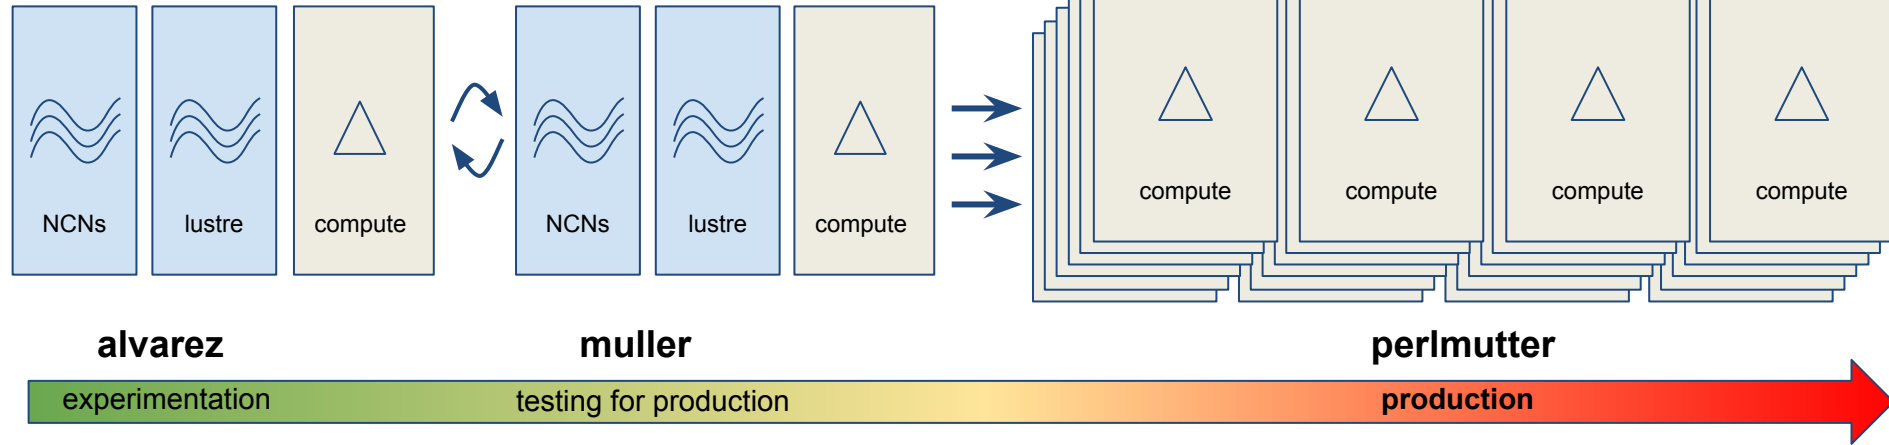 compute compute compute compute
NCNs lustre compute NCNs lustre compute
alvarez muller perlmutter
experimentation testing for production production